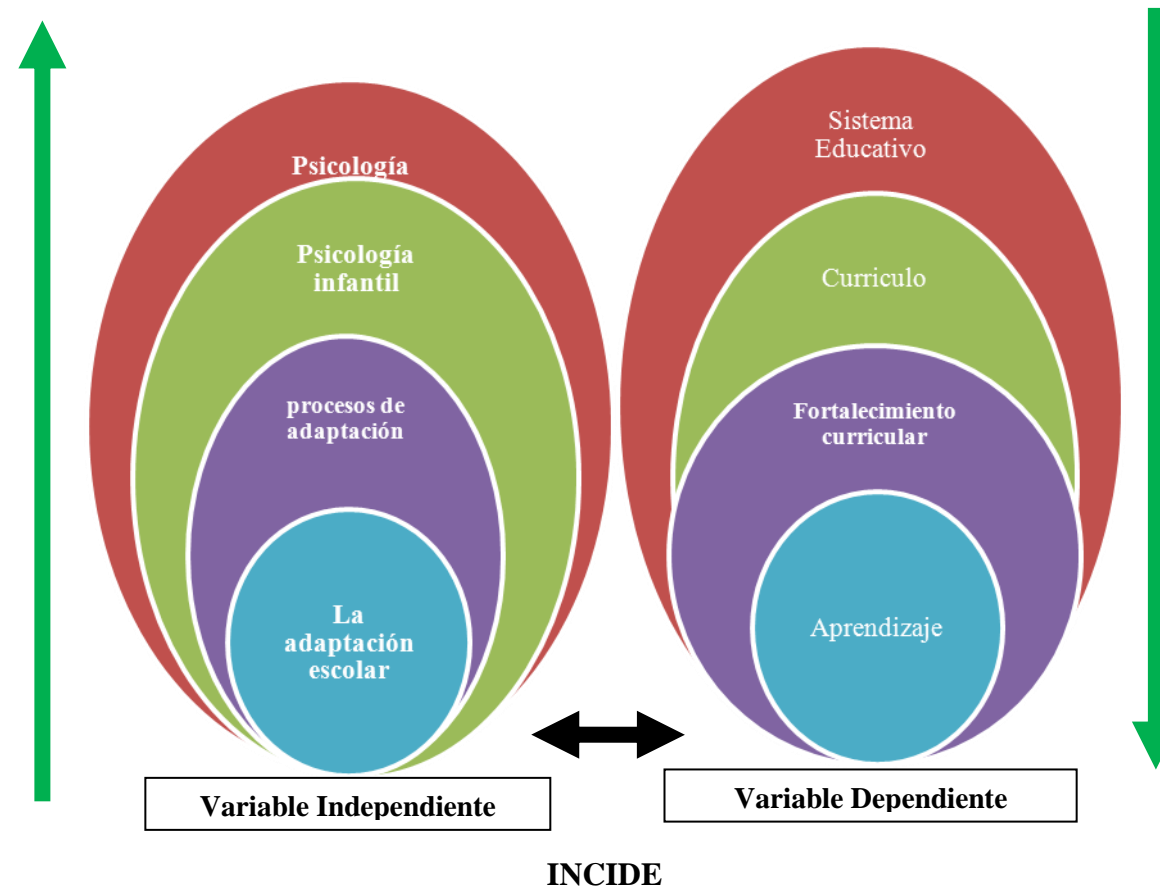 Psicología
Psicología
infantil
procesos de
adaptación
La
adaptación
escolar
Variable Independiente
Sistema
Educativo
Curriculo
Fortalecimiento
curricular
Aprendizaje
Variable Dependiente
INCIDE